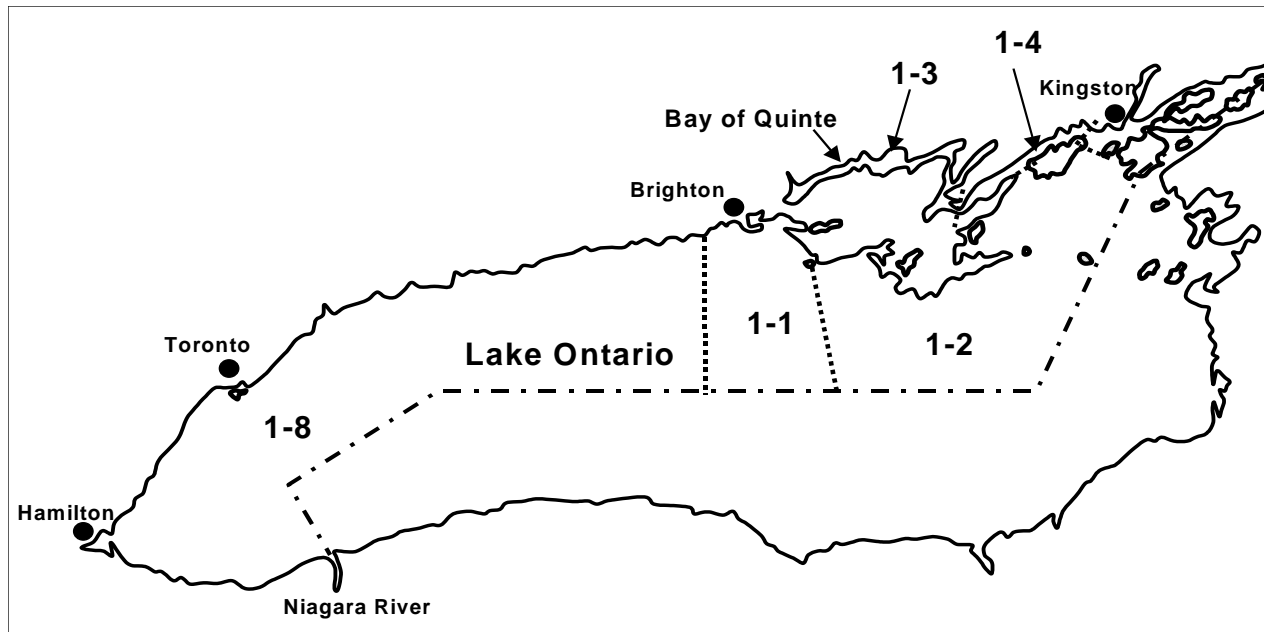 1-4
1-3
Kingston
Bay of Quinte
Brighton
1-1
Toronto
Lake Ontario
1-2
1-8
Hamilton
Niagara River